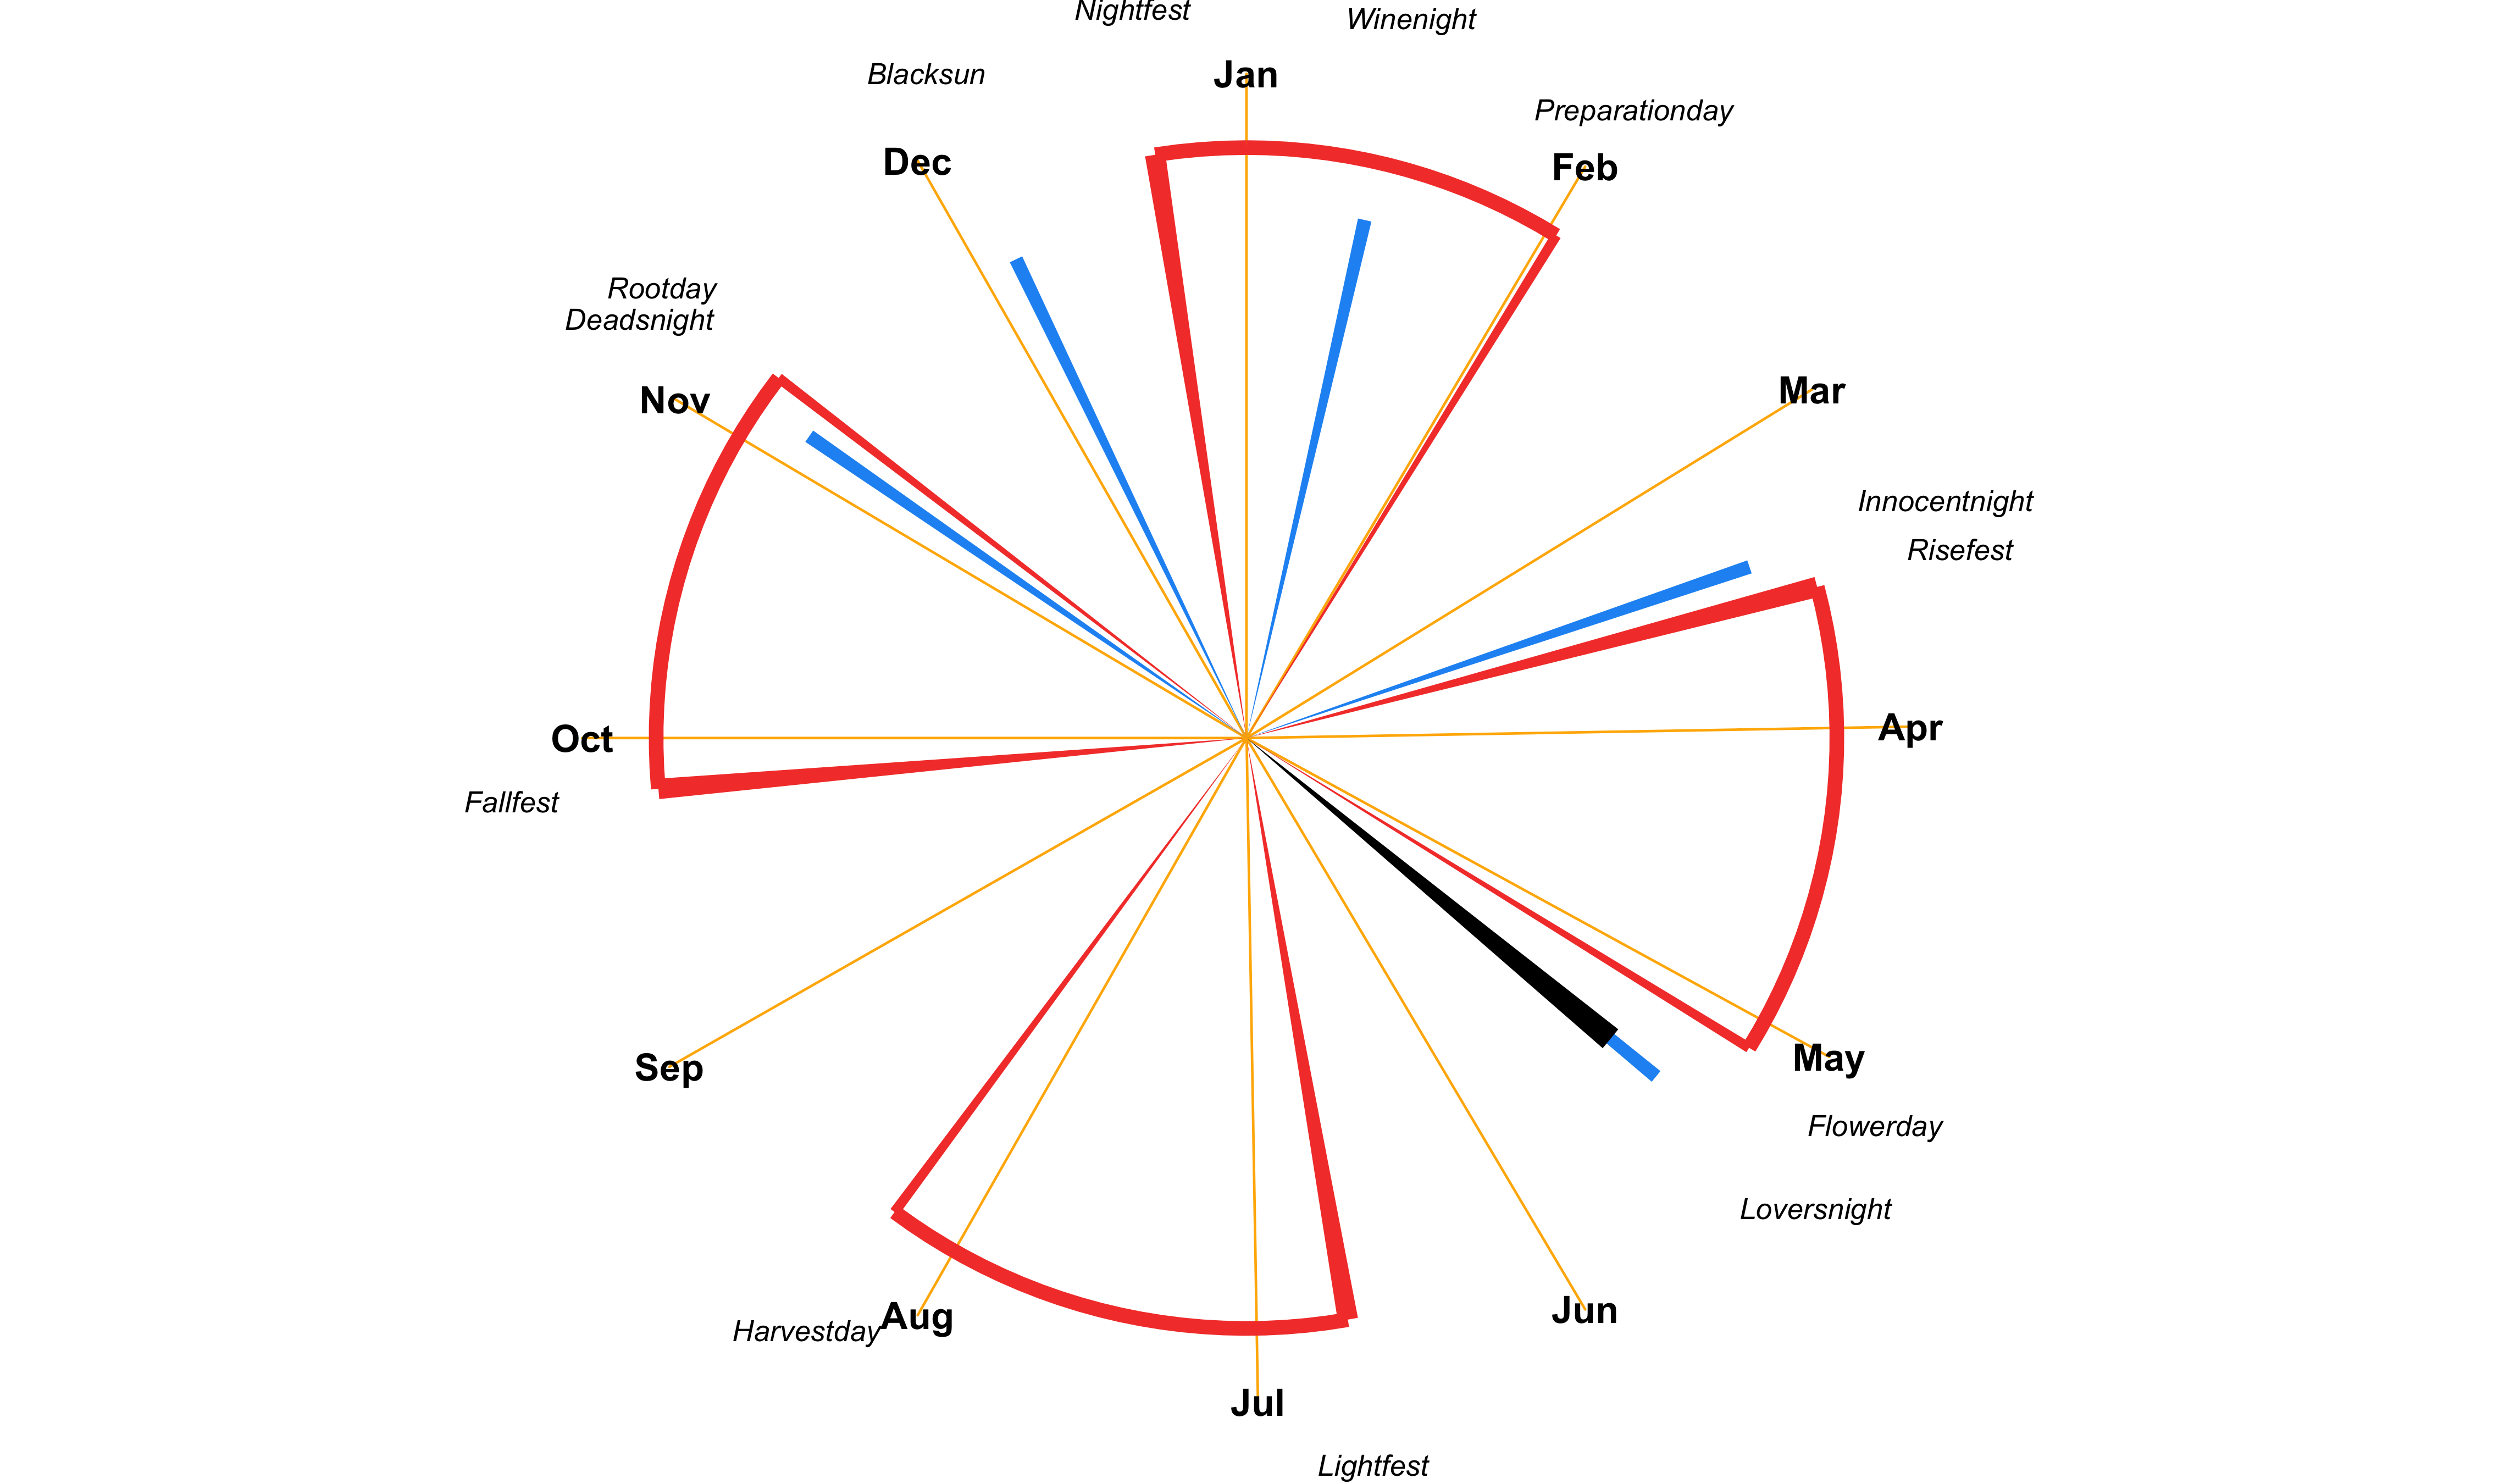 Nightfest
Winenight
Blacksun
Jan
Preparationday
Dec
Feb
Rootday
Deadsnight
Nov
Mar
Innocentnight
Risefest
Oct
Apr
Fallfest
Sep
May
Flowerday
Loversnight
Harvestday
Aug
Jun
Jul
Lightfest